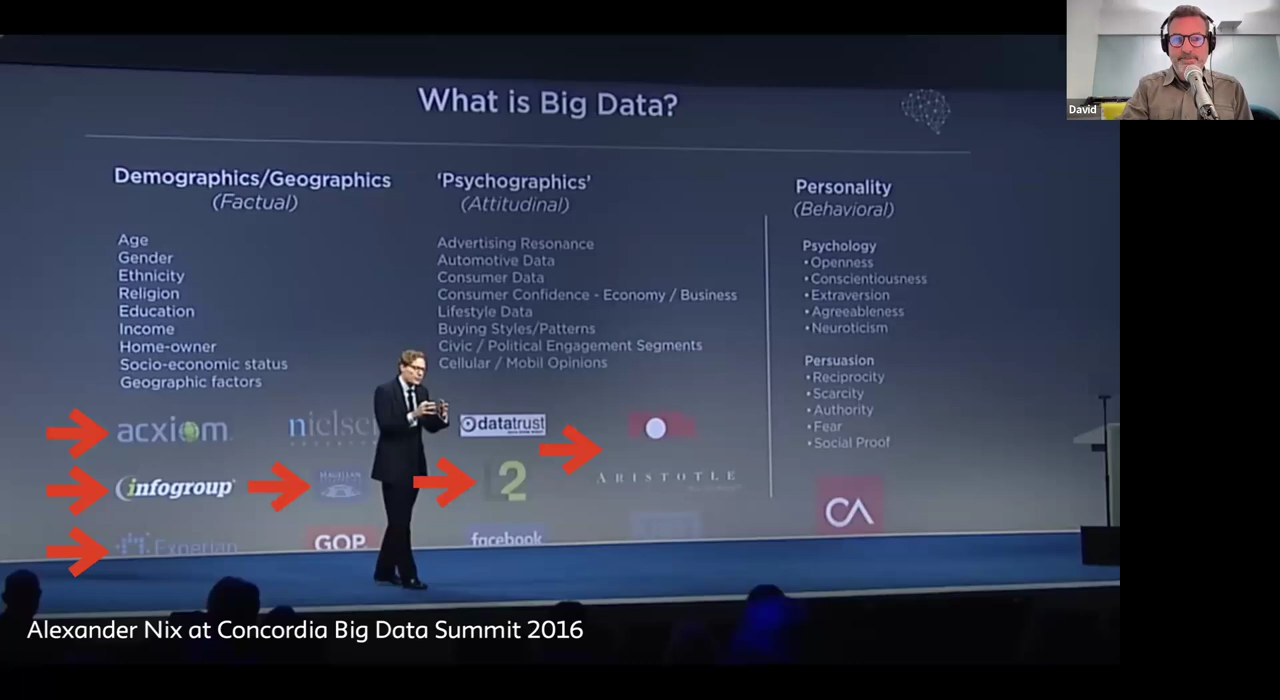 David
What is Big Data?
Demographics/Geographics
(Factual)
Age
Gender
Ethnicity
Religion
Education
Income
Home-owner
Socio-economic status
Geographic factors
'Psychographics'
(Attitudinal)
Advertising Resonance
Automotive Data
Consumer Data
Consumer Confidence - Economy / Business
Lifestyle Data
Buying Styles/Patterns
Civic / Political Engagement Segments
Cellular / Mobil Opinions
Personality
(Behavioral)
Psychology
• Openness
• Conscientiousness
• Extraversion
• Agreeableness
• Neuroticism
Persuasion
• Reciprocity
• Scarcity
• Authority
• Fear
• Social Proof
acxiom
datatrust
infogroup
MAGELLAN
2
ARISTOTLE
Experian
GOP
facebook
CA
Alexander Nix at Concordia Big Data Summit 2016